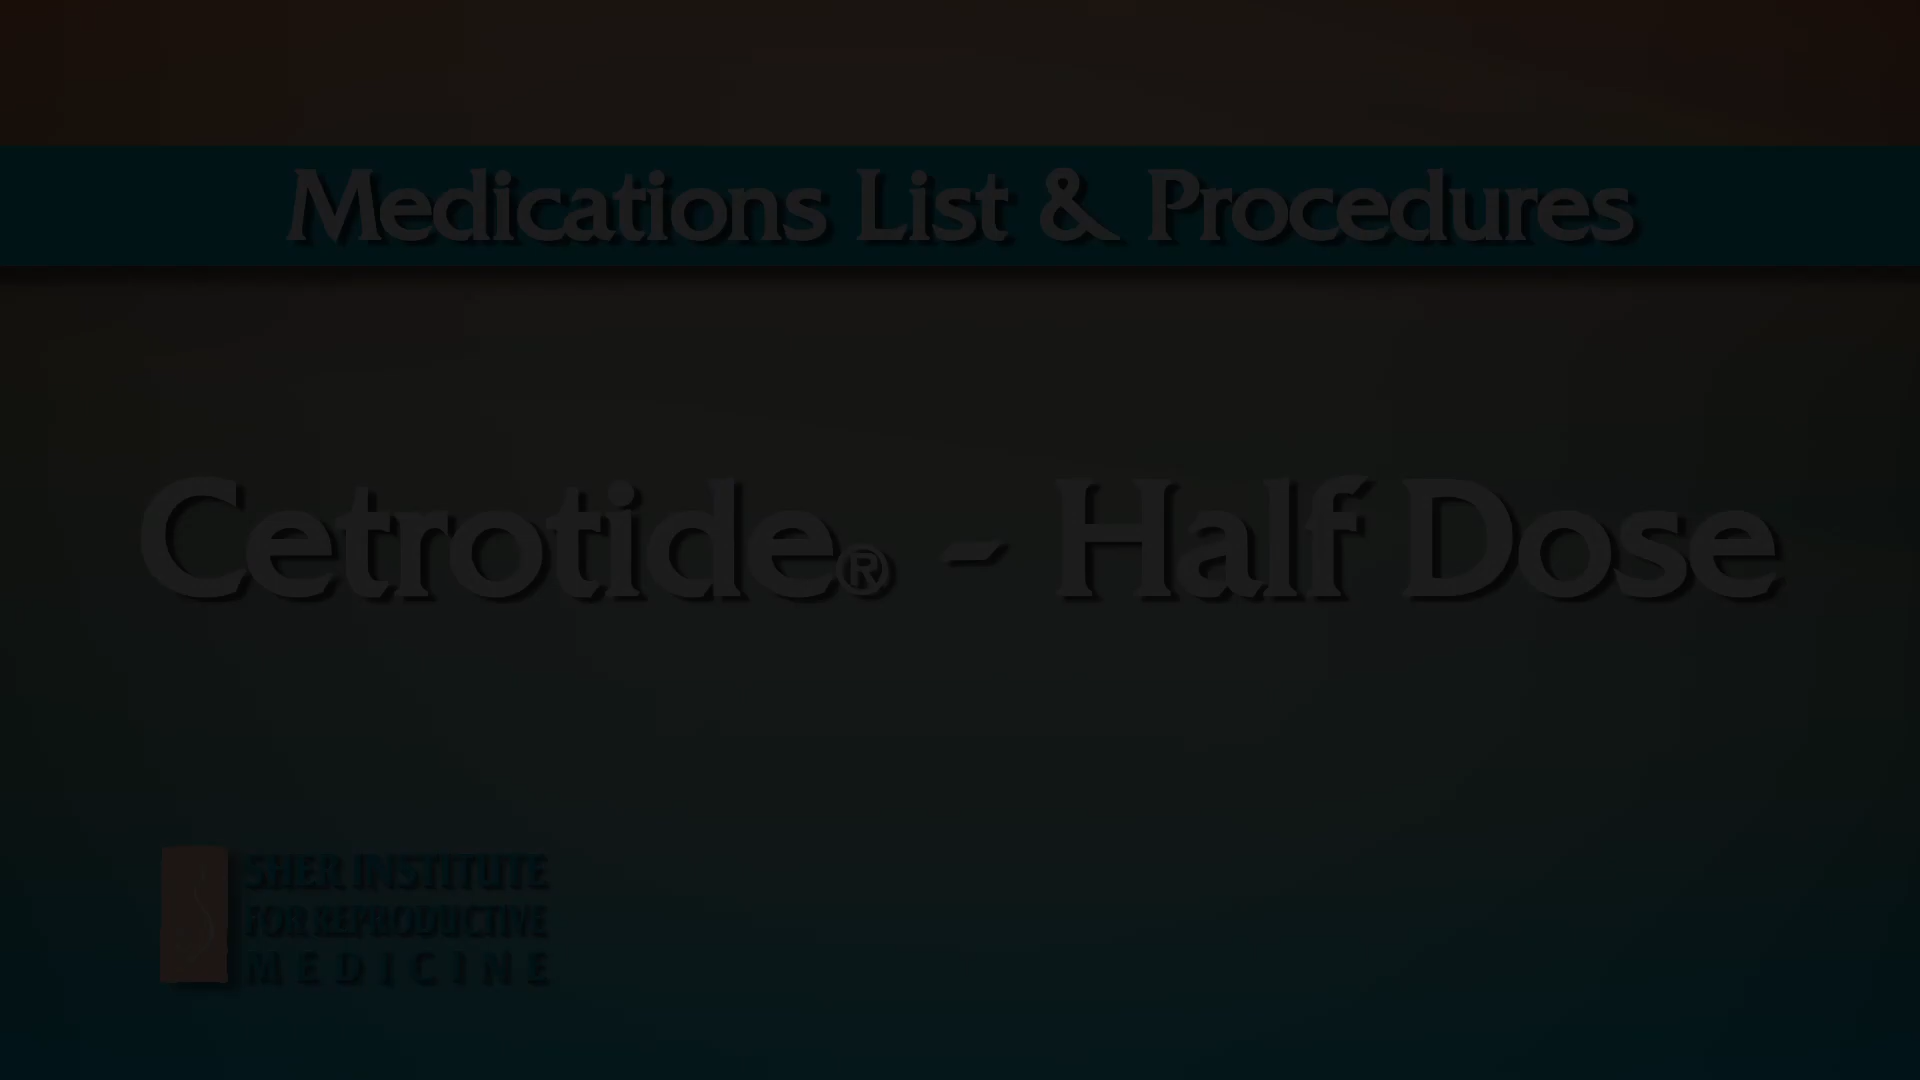 Medications List & Procedures
Cetrotide® - Half Dose
SHER INSTITUTE
FOR REPRODUCTIVE
MEDICINE